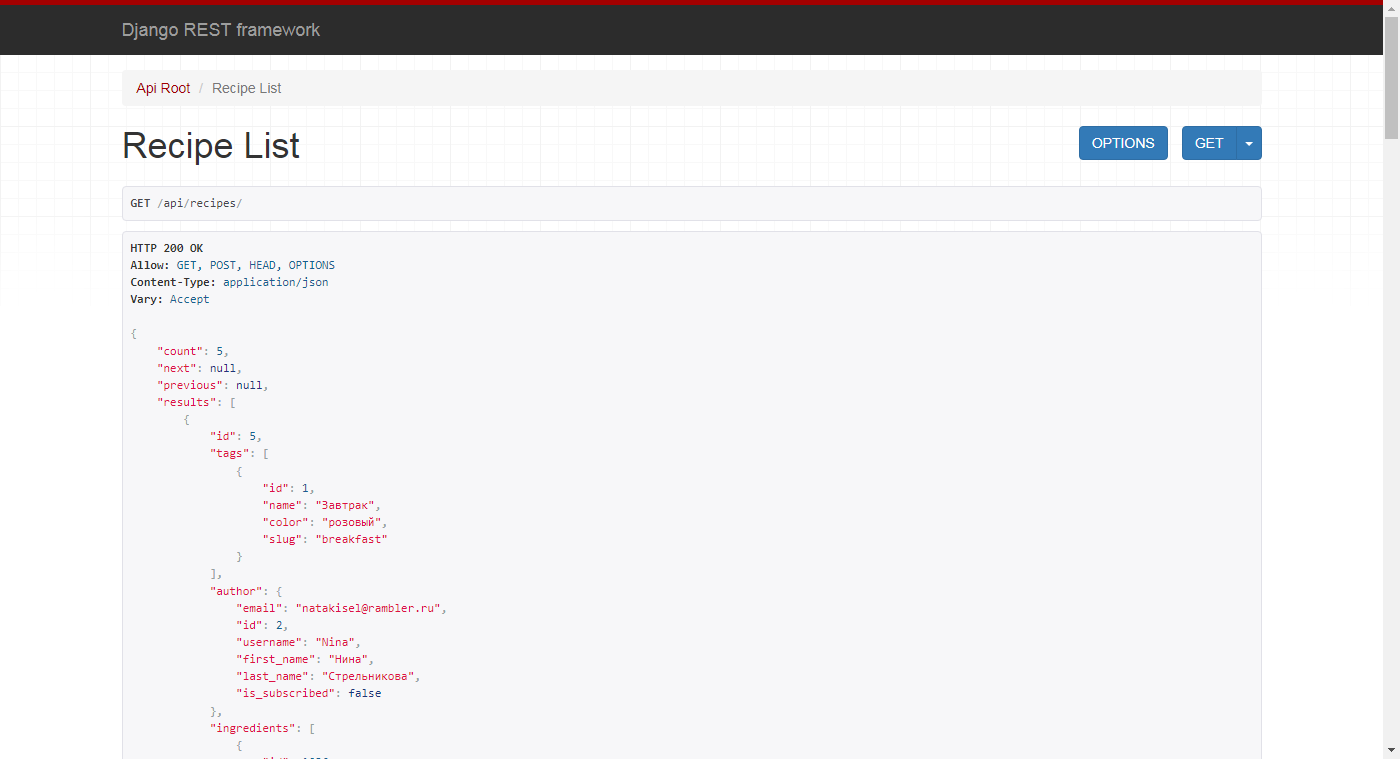 Django REST framework
Api Root / Recipe List
Recipe List
OPTIONS GET
GET /api/recipes/
HTTP 200 OK
Allow: GET, POST, HEAD, OPTIONS
Content-Type: application/json
Vary: Accept
{
"count": 5,
"next": null,
"previous": null,
"results": [
{
"id": 5,
"tags": [
{
"id": 1,
"name": "Завтрак",
"color": "розовый",
"slug": "breakfast"
}
],
"author": {
"email": "natakisel@rambler.ru",
"id": 2,
"username": "Nina",
"first_name": "Нина",
"last_name": "Стрельникова",
"is_subscribed": false
},
"ingredients": [
{